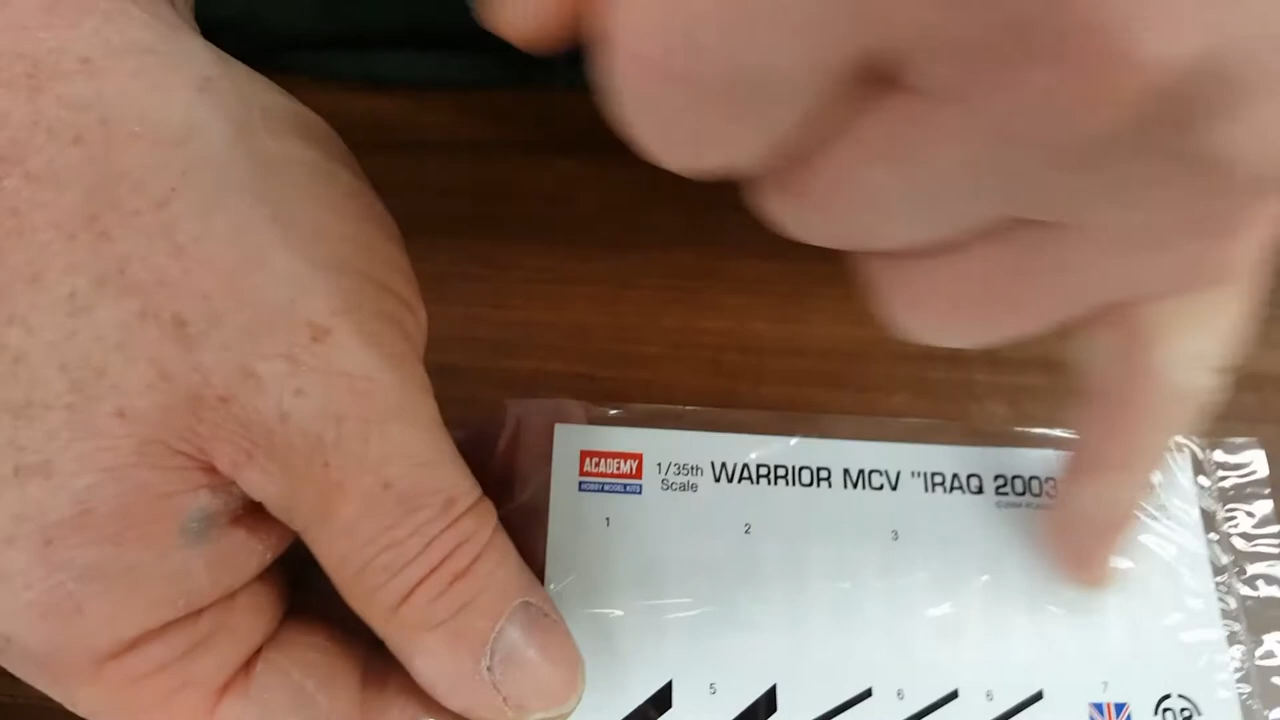 ACADEMY
HOBBY MODEL KITS
1/35th
Scale
WARRIOR MCV "IRAQ 2003
1 2 3
5 6 6 7